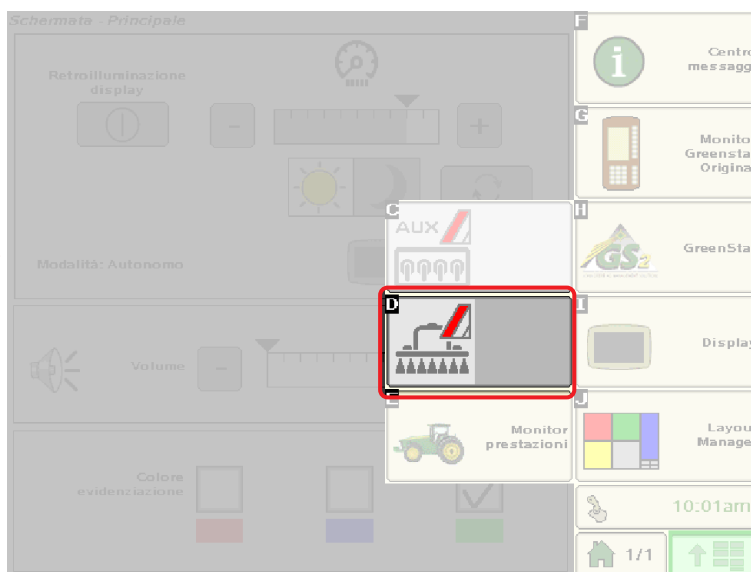 Schermata - Principale
Retroilluminazione
display
-
+
Modalità: Autonomo
Volume
-
Colore
evidenziazione
C
AUX
D
E
Monitor
prestazioni
F
Centro
messagg
G
Monito
Greensta
Origina
H
GS2
GreenSta
I
Display
J
Layou
Manage
10:01am
1/1